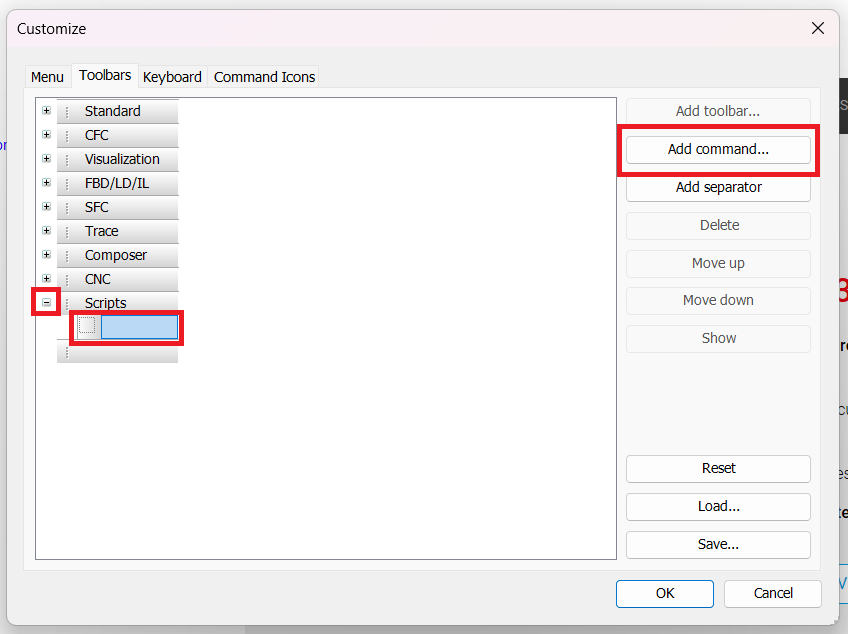 Customize
Menu Toolbars Keyboard Command Icons
Standard
CFC
Visualization
FBD/LD/IL
SFC
Trace
Composer
CNC
Scripts
Add toolbar...
Add command...
Add separator
Delete
Move up
Move down
Show
Reset
Load...
Save...
OK Cancel